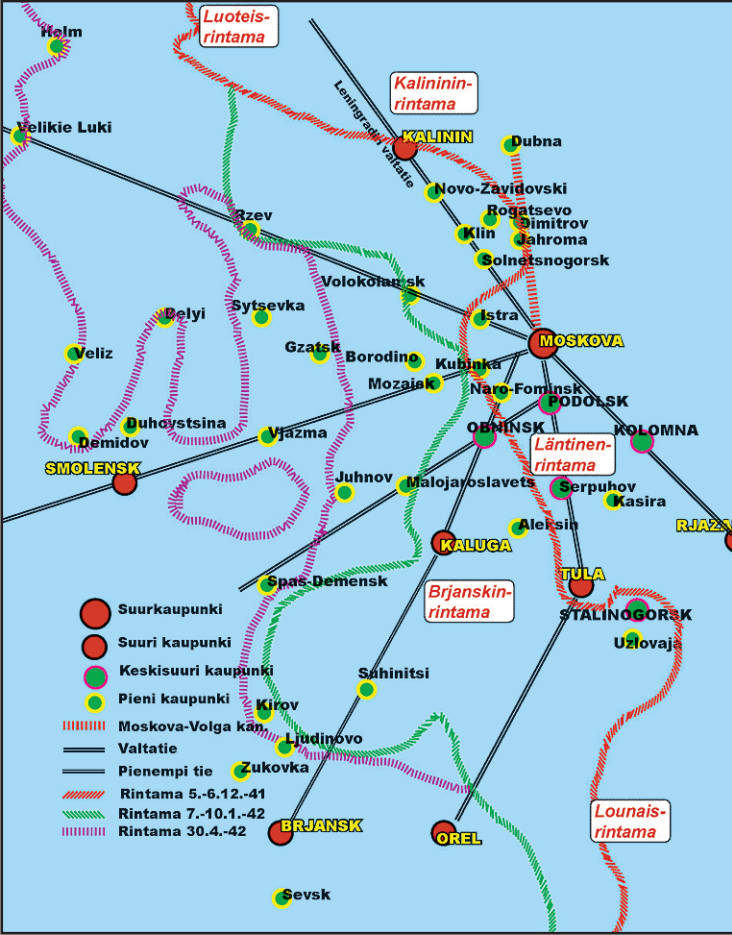 Luoteis-
rintama
Holm
Kalininin-
rintama
Leningradin valtatie
Velikie Luki
KALININ
Dubna
Novo-Zavidovski
Rzev
Rogatsevo
Dimitrov
Klin
Jahroma
Solnetsnogorsk
Volokolamsk
Belyi
Sytsevka
Istra
MOSKOVA
Veliz
Gzatsk
Borodino
Kubinka
Mozaisk
Naro-Fominsk
PODOLSK
Duhovstsina
Demidov
Vjazma
OBNINSK
KOLOMNA
Läntinen-
rintama
SMOLENSK
Juhnov
Malojaroslavets
Serpuhov
Kasira
Aleksin
RJAZA
KALUGA
TULA
Spas-Demensk
Brjanskin-
rintama
STALINOGORSK
Uzlovaja
Suurkaupunki
Suuri kaupunki
Keskisuuri kaupunki
Pieni kaupunki
Moskova-Volga kan.
Valtatie
Pienempi tie
Rintama 5.-6.12.-41
Rintama 7.-10.1.-42
Rintama 30.4.-42
Suhinitsi
Kirov
Ljudinovo
Zukovka
BRJANSK
OREL
Lounais-
rintama
Sevsk